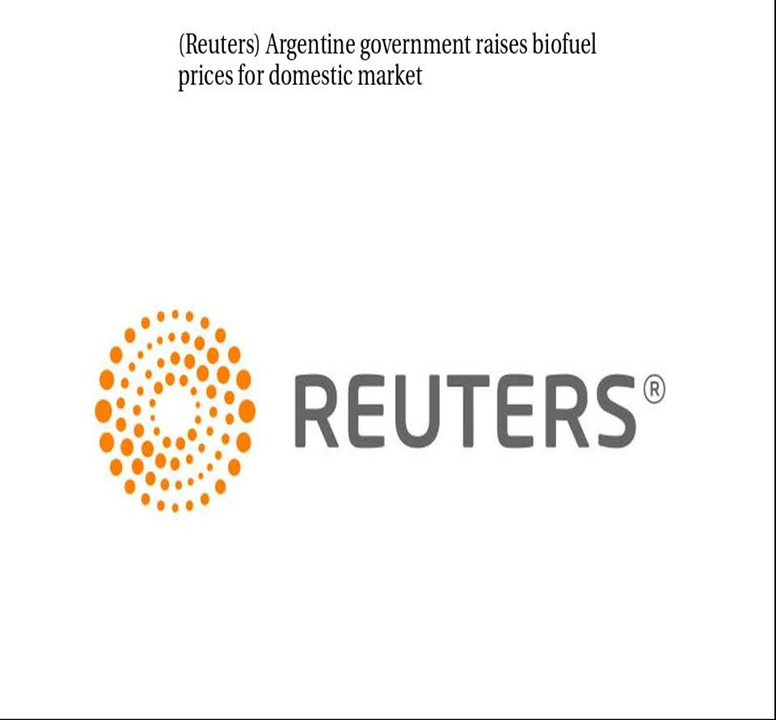 (Reuters) Argentine government raises biofuel
prices for domestic market
REUTERS®